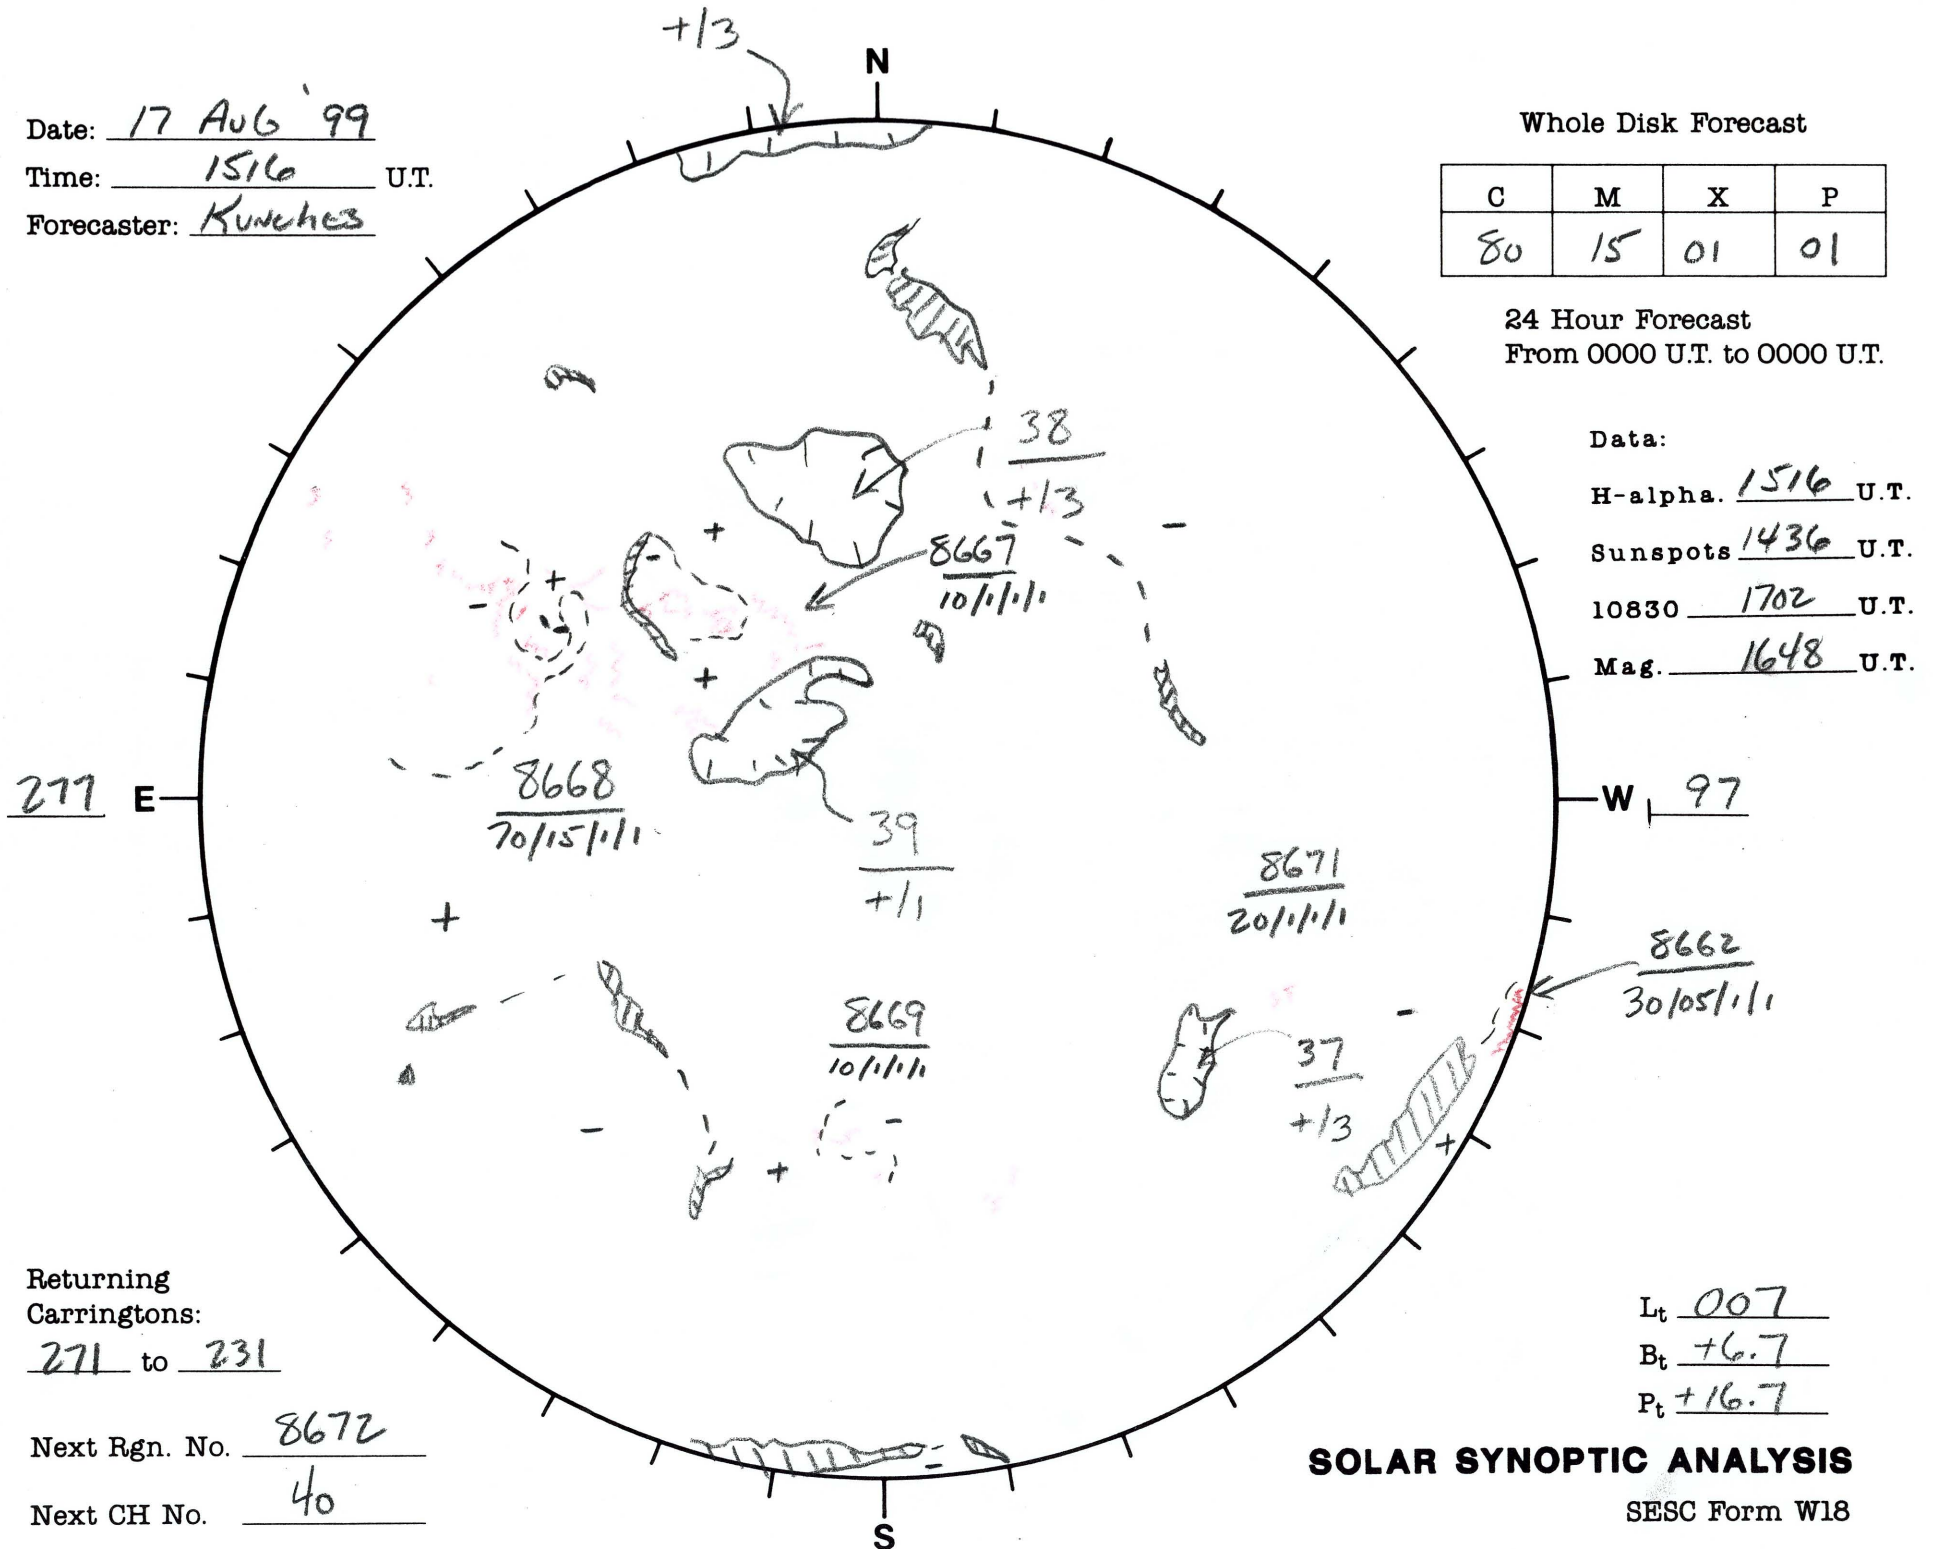 +/3
N
Date: 17 AUG '99
Time: 1516 U.T.
Forecaster: Kunches
Whole Disk Forecast
C M X P
80 15 01 01
24 Hour Forecast
From 0000 U.T. to 0000 U.T.
Data:
H-alpha. 1516 U.T.
Sunspots 1436 U.T.
10830 1702 U.T.
Mag. 1648 U.T.
38
+/3
+
-
8667
10/1/1/1
-
+
-
+
277 E
W 97
8668
70/15/1/1
39
+/1
8671
20/1/1/1
+
8662
30/05/1/1
8669
10/1/1/1
-
37
+/3
-
-
+
+
Returning
Carringtons:
271 to 231
Next Rgn. No. 8672
Next CH No. 40
Lt 007
Bt +6.7
Pt +16.7
S
SOLAR SYNOPTIC ANALYSIS
SESC Form W18